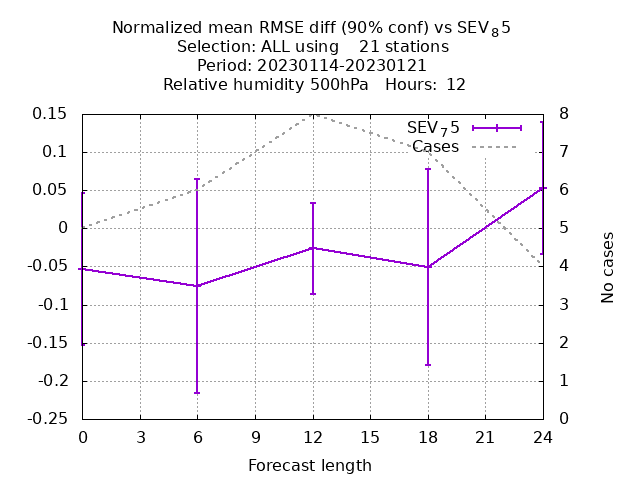 Normalized mean RMSE diff (90% conf) vs SEV₈5
Selection: ALL using 21 stations
Period: 20230114-20230121
Relative humidity 500hPa Hours: 12
SEV₇5
Cases
0.15
0.1
0.05
0
-0.05
-0.1
-0.15
-0.2
-0.25
8
7
6
5
4
3
2
1
0
No cases
0 3 6 9 12 15 18 21 24
Forecast length